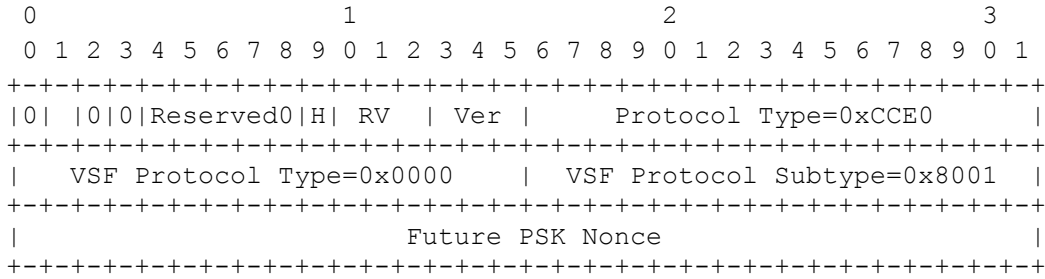 0                   1                   2                   3
 0 1 2 3 4 5 6 7 8 9 0 1 2 3 4 5 6 7 8 9 0 1 2 3 4 5 6 7 8 9 0 1
+-+-+-+-+-+-+-+-+-+-+-+-+-+-+-+-+-+-+-+-+-+-+-+-+-+-+-+-+-+-+-+-+
|0| |0|0|Reserved0|H| RV  | Ver |     Protocol Type=0xCCE0      |
+-+-+-+-+-+-+-+-+-+-+-+-+-+-+-+-+-+-+-+-+-+-+-+-+-+-+-+-+-+-+-+-+
|   VSF Protocol Type=0x0000    |  VSF Protocol Subtype=0x8001  |
+-+-+-+-+-+-+-+-+-+-+-+-+-+-+-+-+-+-+-+-+-+-+-+-+-+-+-+-+-+-+-+-+
|                        Future PSK Nonce                       |
+-+-+-+-+-+-+-+-+-+-+-+-+-+-+-+-+-+-+-+-+-+-+-+-+-+-+-+-+-+-+-+-+